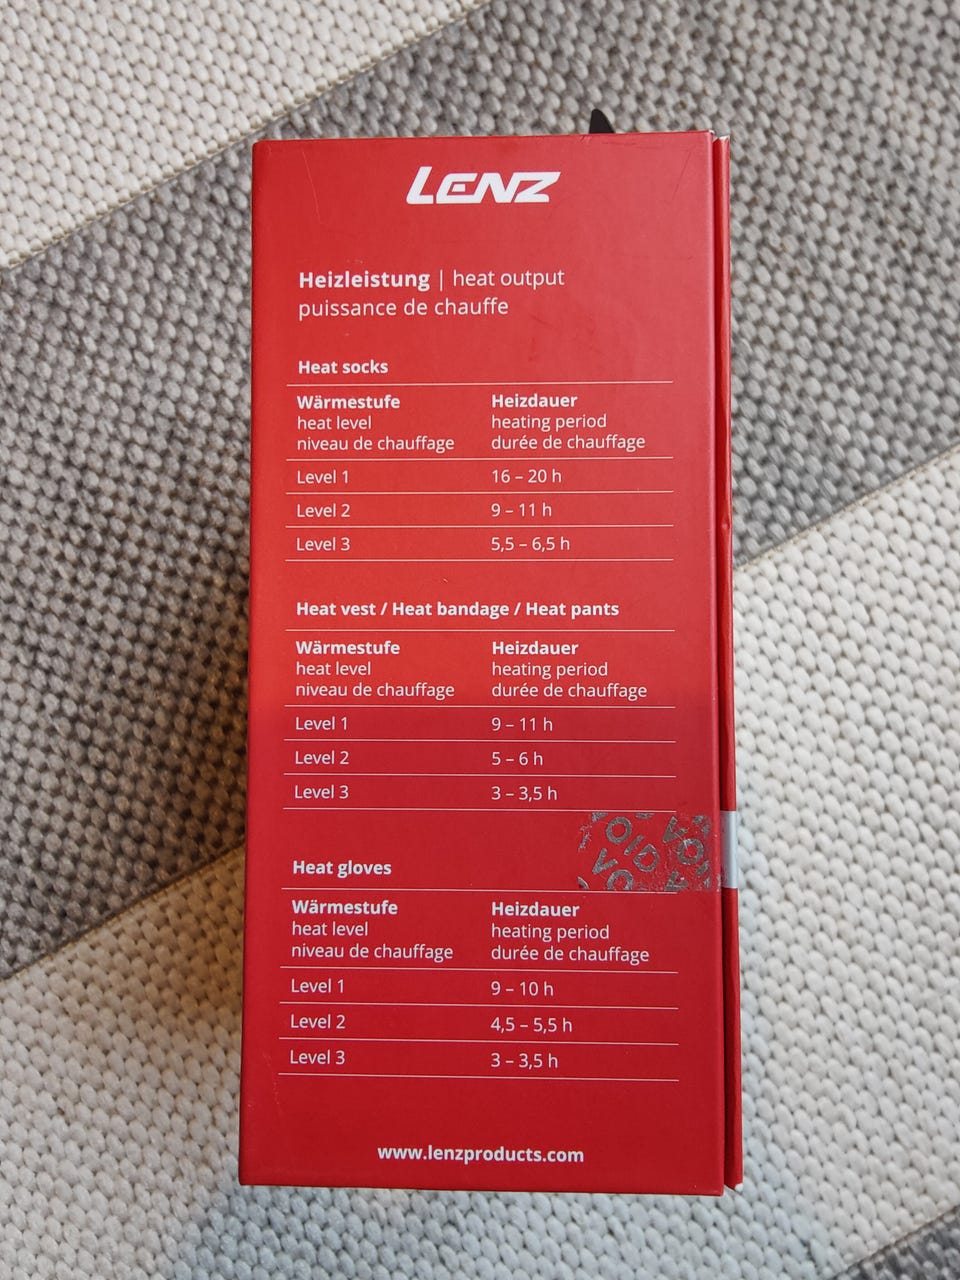 LENZ
Heizleistung | heat output
puissance de chauffe
Heat socks
Wärmestufe Heizdauer
heat level heating period
niveau de chauffage durée de chauffage
Level 1 16 – 20 h
Level 2 9 – 11 h
Level 3 5,5 – 6,5 h
Heat vest / Heat bandage / Heat pants
Wärmestufe Heizdauer
heat level heating period
niveau de chauffage durée de chauffage
Level 1 9 – 11 h
Level 2 5 – 6 h
Level 3 3 – 3,5 h
VOID
Heat gloves
Wärmestufe Heizdauer
heat level heating period
niveau de chauffage durée de chauffage
Level 1 9 – 10 h
Level 2 4,5 – 5,5 h
Level 3 3 – 3,5 h
www.lenzproducts.com